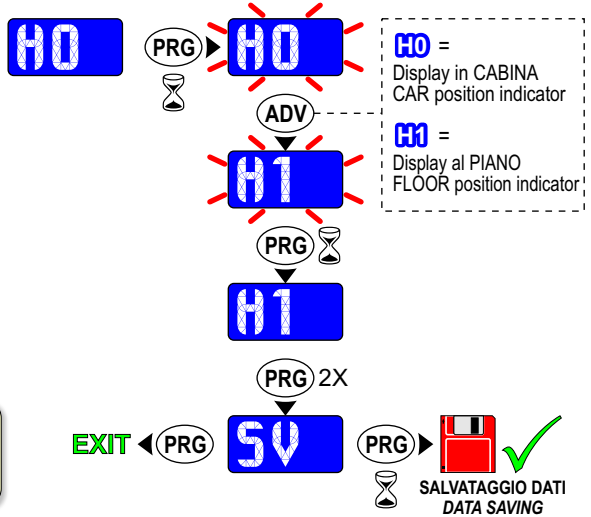 H0
PRG
H0
H0 =
Display in CABINA
CAR position indicator
ADV
H1 =
Display al PIANO
FLOOR position indicator
H1
PRG
H1
PRG 2X
EXIT
PRG
SV
PRG
SALVATAGGIO DATI
DATA SAVING